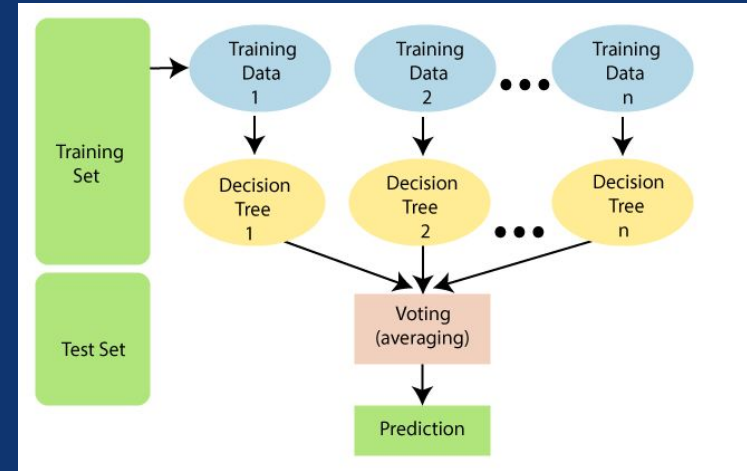 Training
Set
Test Set
Training
Data
1
Training
Data
2
Training
Data
n
Decision
Tree
1
Decision
Tree
2
Decision
Tree
n
Voting
(averaging)
Prediction